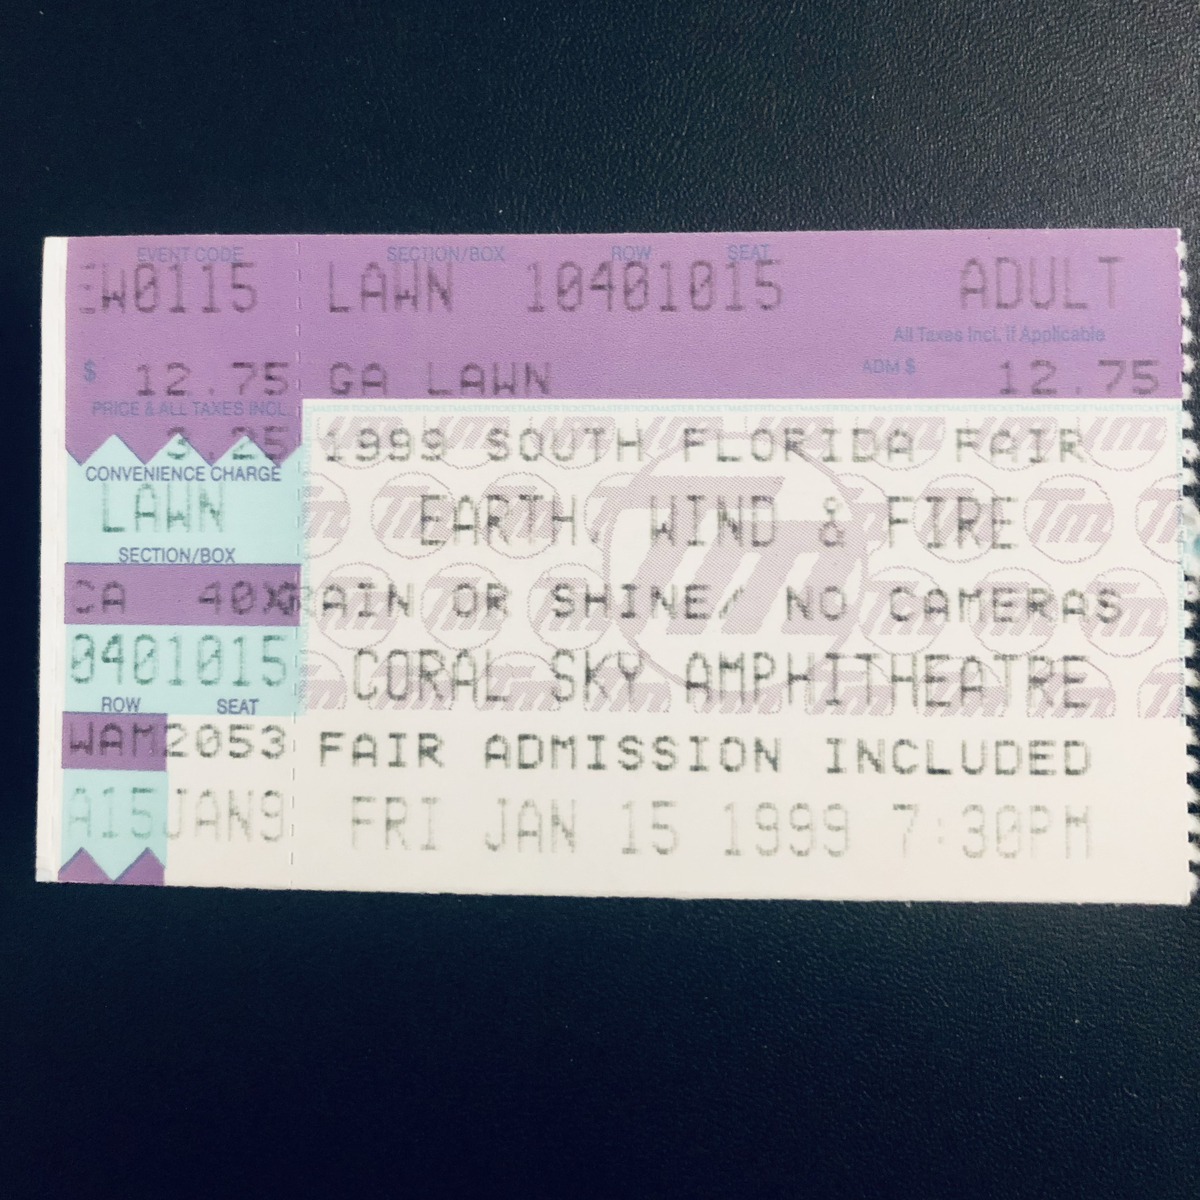 EVENT CODE SECTION/BOX ROW SEAT
EW0115 LAWN 10401015 ADULT
All Taxes Incl. If Applicable
$ 12.75 GA LAWN ADM $ 12.75
PRICE & ALL TAXES INCL.
3.25 1999 SOUTH FLORIDA FAIR
CONVENIENCE CHARGE
LAWN EARTH, WIND & FIRE
SECTION/BOX
CA 40X RAIN OR SHINE/ NO CAMERAS
0401015 CORAL SKY AMPHITHEATRE
ROW SEAT
WAM2053 FAIR ADMISSION INCLUDED
A15JAN9 FRI JAN 15 1999 7:30PM